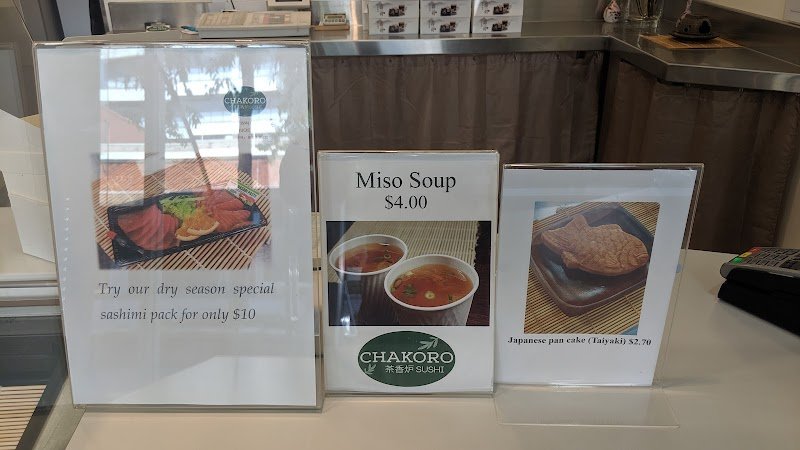 CHAKORO
Try our dry season special
sashimi pack for only $10
Miso Soup
$4.00
CHAKORO
茶香炉 SUSHI
Japanese pan cake (Taiyaki) $2.70